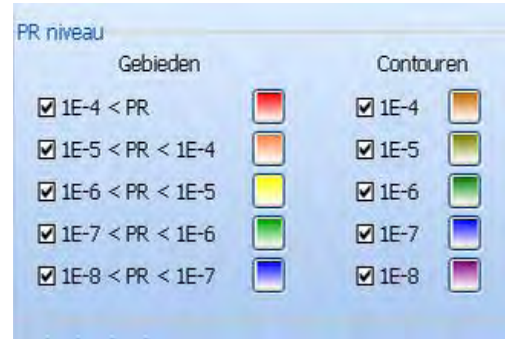 PR niveau
Gebieden Contouren
1E-4 < PR 1E-4
1E-5 < PR < 1E-4 1E-5
1E-6 < PR < 1E-5 1E-6
1E-7 < PR < 1E-6 1E-7
1E-8 < PR < 1E-7 1E-8